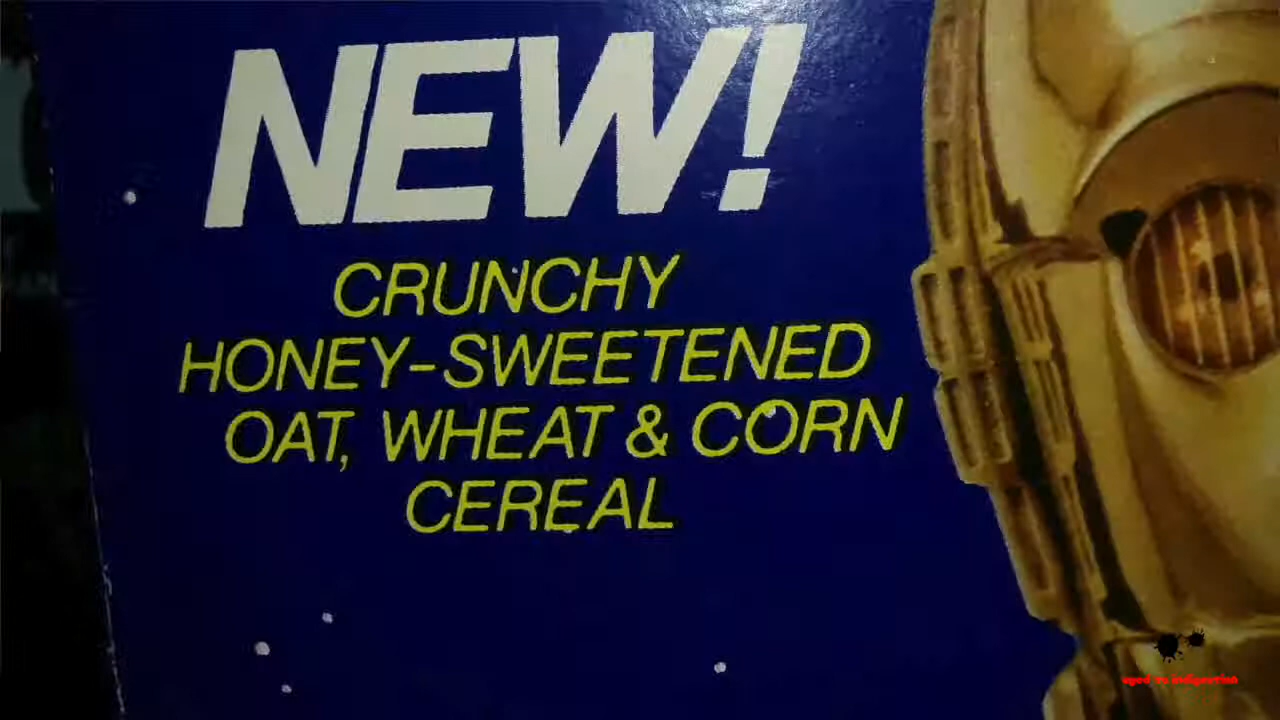 NEW!
CRUNCHY
HONEY-SWEETENED
OAT, WHEAT & CORN
CEREAL